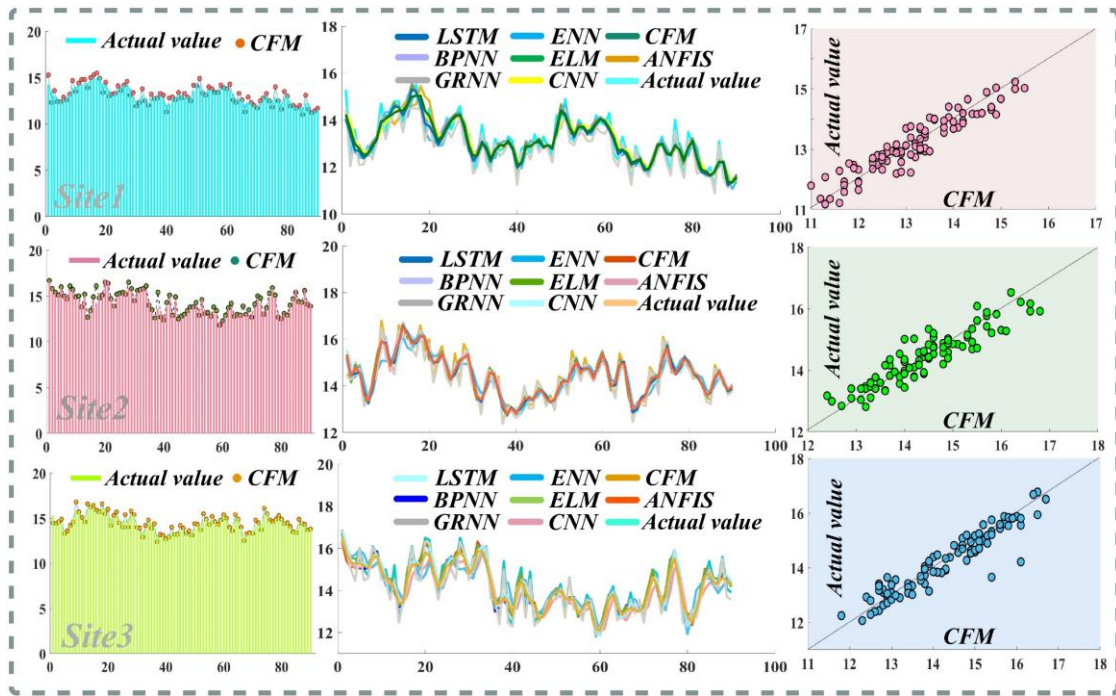 Actual value CFM
20
15
10
5
0
0 20 40 60 80
Site1
LSTM ENN CFM
BPNN ELM ANFIS
GRNN CNN Actual value
18
16
14
12
10
0 20 40 60 80 100
Actual value
CFM
17
15
13
11
11 12 13 14 15 16 17
Actual value CFM
20
15
10
5
0
0 20 40 60 80
Site2
LSTM ENN CFM
BPNN ELM ANFIS
GRNN CNN Actual value
20
18
16
14
12
0 20 40 60 80 100
Actual value
CFM
18
16
14
12
12 13 14 15 16 17 18
Actual value CFM
20
15
10
5
0
0 20 40 60 80
Site3
LSTM ENN CFM
BPNN ELM ANFIS
GRNN CNN Actual value
20
18
16
14
12
0 20 40 60 80 100
Actual value
CFM
18
16
14
12
11 12 13 14 15 16 17 18